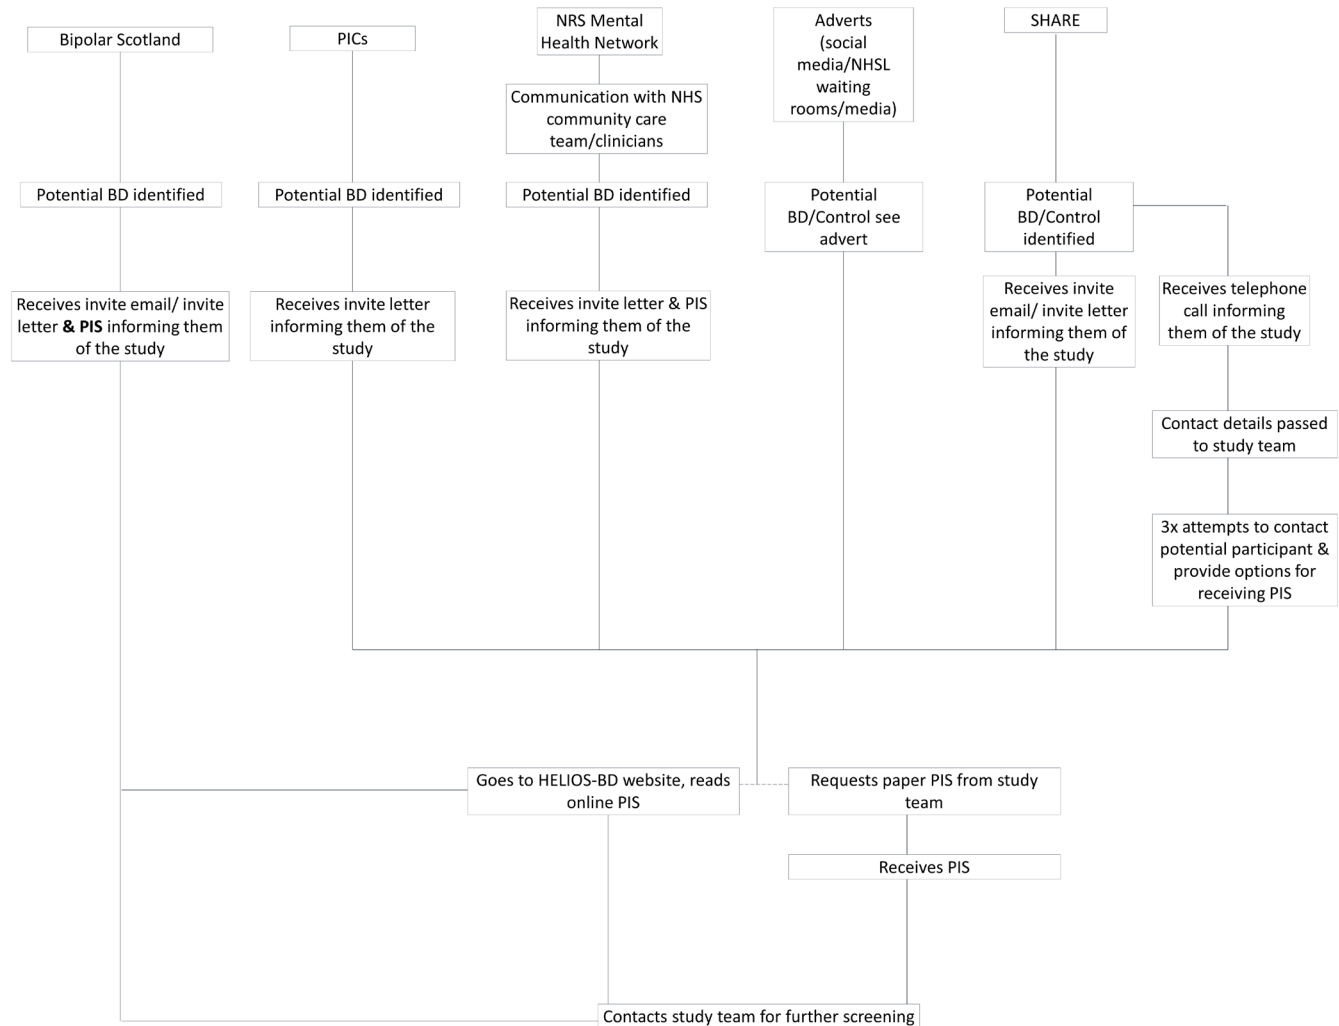 Bipolar Scotland
PICs
NRS Mental
Health Network
Adverts
(social
media/NHSL
waiting
rooms/media)
SHARE
Communication with NHS
community care
team/clinicians
Potential BD identified
Potential BD identified
Potential BD identified
Potential
BD/Control see
advert
Potential
BD/Control
identified
Receives invite email/ invite
letter & PIS informing them
of the study
Receives invite letter
informing them of the
study
Receives invite letter & PIS
informing them of the
study
Receives invite
email/ invite letter
informing them of
the study
Receives telephone
call informing
them of the study
Contact details passed
to study team
3x attempts to contact
potential participant &
provide options for
receiving PIS
Goes to HELIOS-BD website, reads
online PIS
Requests paper PIS from study
team
Receives PIS
Contacts study team for further screening